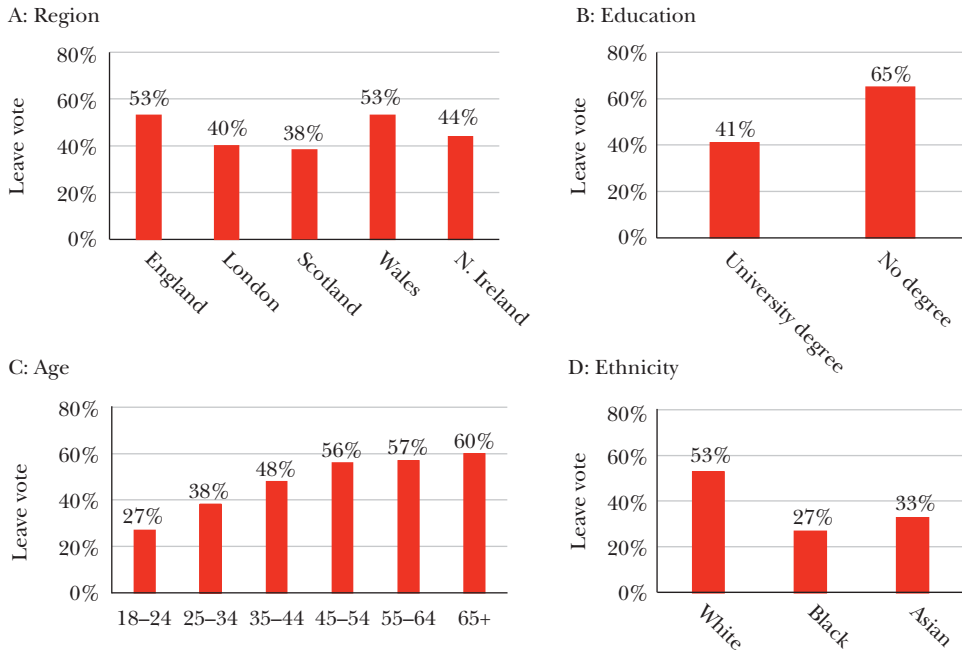 A: Region
Leave vote
80%
60%
40%
20%
0%
53%
40%
38%
53%
44%
England
London
Scotland
Wales
N. Ireland
B: Education
Leave vote
80%
60%
40%
20%
0%
41%
65%
University degree
No degree
C: Age
Leave vote
80%
60%
40%
20%
0%
27%
38%
48%
56%
57%
60%
18–24
25–34
35–44
45–54
55–64
65+
D: Ethnicity
Leave vote
80%
60%
40%
20%
0%
53%
27%
33%
White
Black
Asian